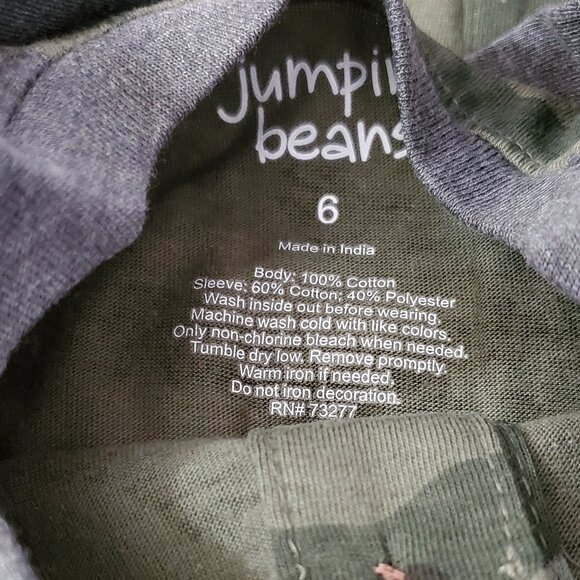 jumpi
beans
6
Made in India
Body: 100% Cotton
Sleeve: 60% Cotton; 40% Polyester
Wash inside out before wearing.
Machine wash cold with like colors.
Only non-chlorine bleach when needed.
Tumble dry low. Remove promptly.
Warm iron if needed.
Do not iron decoration.
RN# 73277